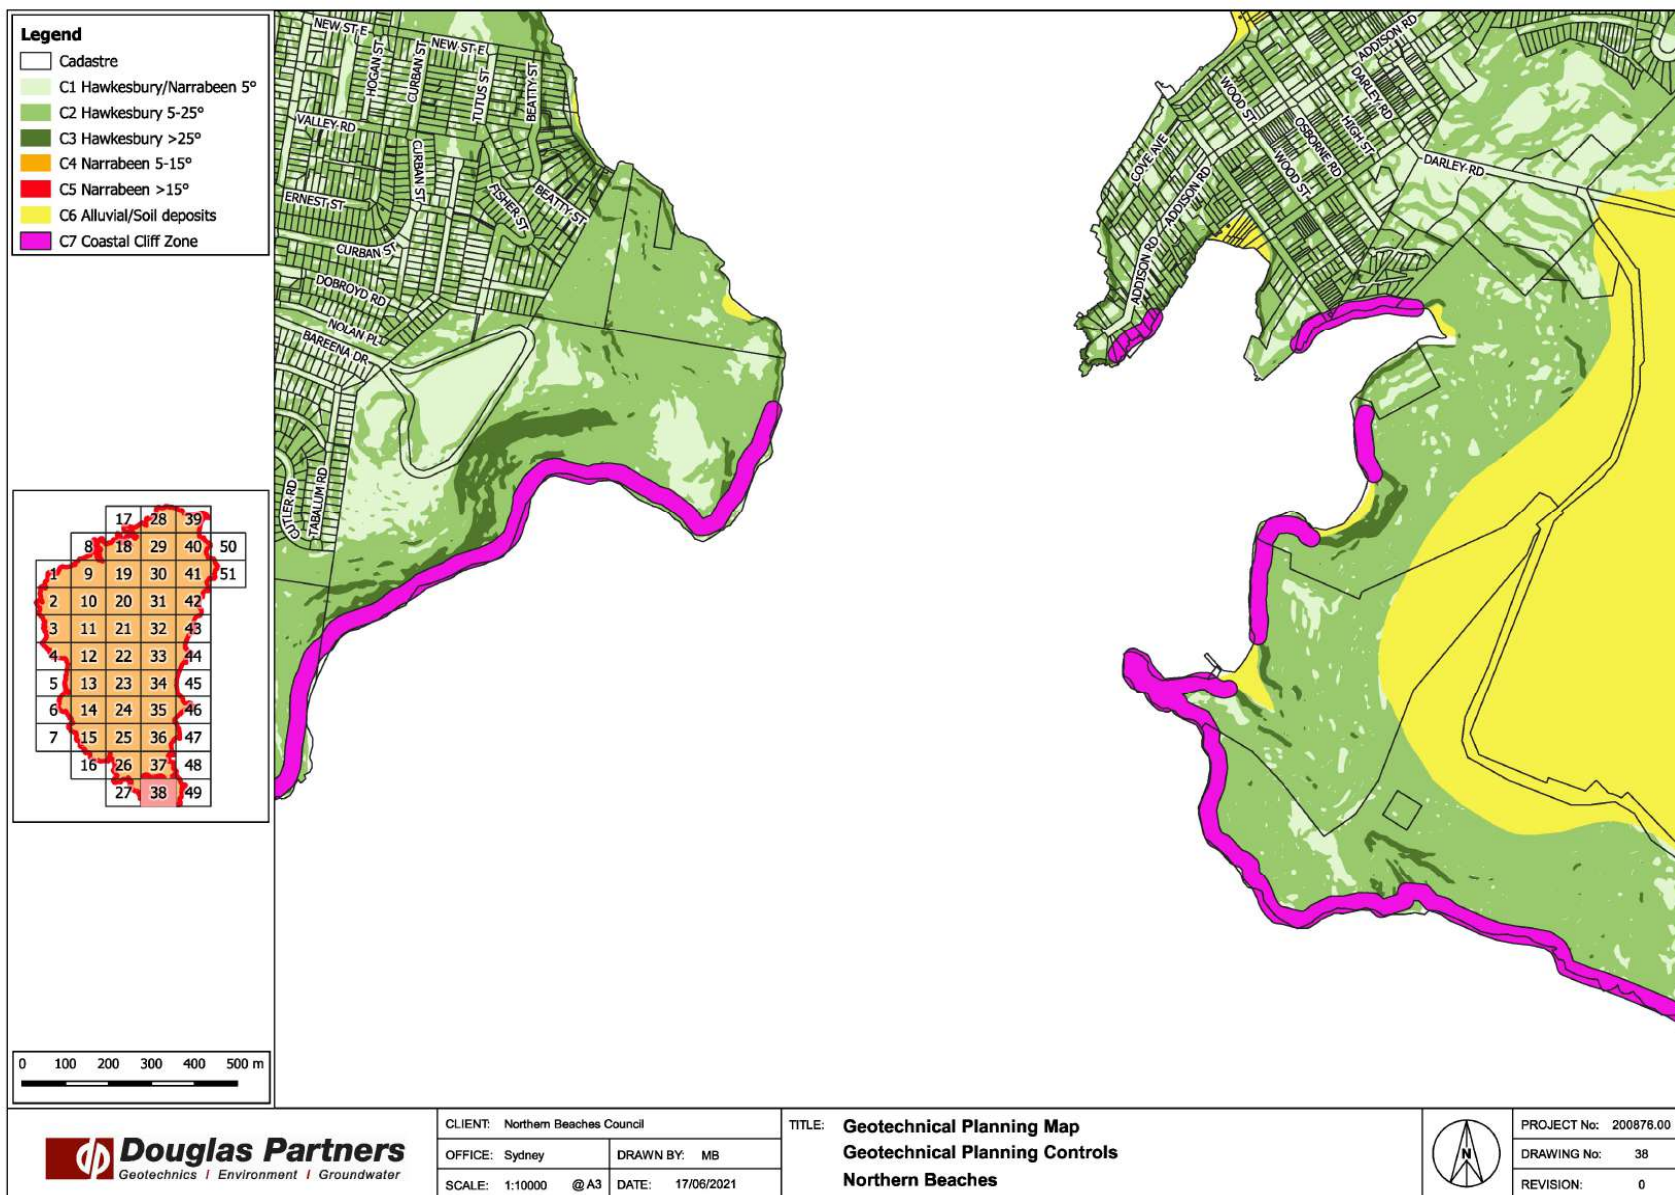 Legend
Cadastre
C1 Hawkesbury/Narrabeen 5°
C2 Hawkesbury 5-25°
C3 Hawkesbury >25°
C4 Narrabeen 5-15°
C5 Narrabeen >15°
C6 Alluvial/Soil deposits
C7 Coastal Cliff Zone
NEW ST E
NEW ST E
HOGAN ST
CURBAN ST
TUTUS ST
BEATTY ST
VALLEY RD
CURBAN ST
ERNEST ST
FISHER ST
BEATTY ST
CURBAN ST
DOBROYD RD
NOLAN PL
BAREENA DR
CUTLER RD
TABALUM RD
ADDISON RD
WOOD ST
DARLEY RD
OSBORNE RD
HIGH ST
COVE AVE
WOOD ST
DARLEY RD
ADDISON RD
ADDISON RD
17 28 39
8 18 29 40 50
1 9 19 30 41 51
2 10 20 31 42
3 11 21 32 43
4 12 22 33 44
5 13 23 34 45
6 14 24 35 46
7 15 25 36 47
16 26 37 48
27 38 49
0 100 200 300 400 500 m
Douglas Partners
Geotechnics I Environment I Groundwater
CLIENT: Northern Beaches Council
OFFICE: Sydney
DRAWN BY: MB
SCALE: 1:10000 @ A3
DATE: 17/06/2021
TITLE: Geotechnical Planning Map
Geotechnical Planning Controls
Northern Beaches
N
PROJECT No: 200876.00
DRAWING No: 38
REVISION: 0